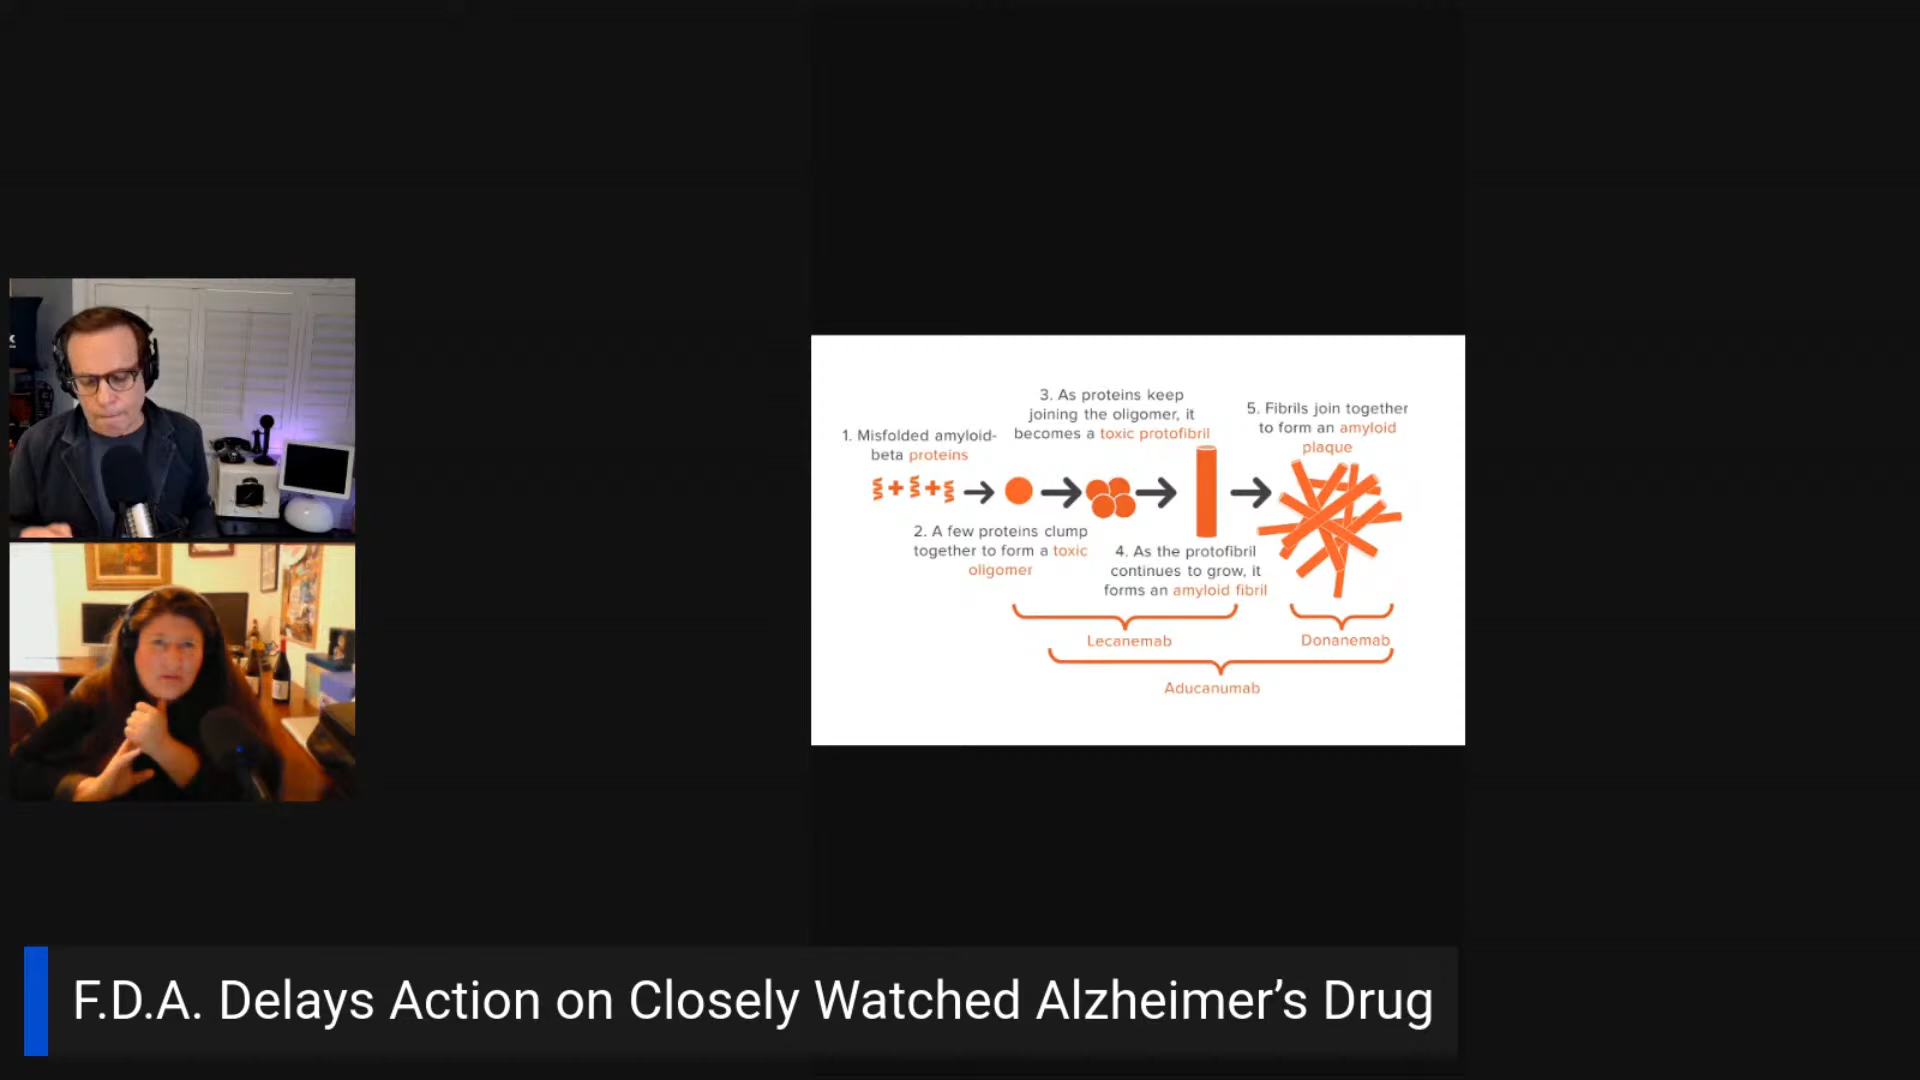 1. Misfolded amyloid-
beta proteins
2. A few proteins clump
together to form a toxic
oligomer
3. As proteins keep
joining the oligomer, it
becomes a toxic protofibril
4. As the protofibril
continues to grow, it
forms an amyloid fibril
5. Fibrils join together
to form an amyloid
plaque
Lecanemab
Donanemab
Aducanumab
F.D.A. Delays Action on Closely Watched Alzheimer’s Drug